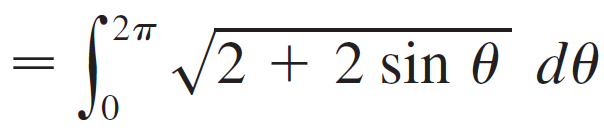 = ∫₀^{2π} √(2 + 2 sin θ) dθ